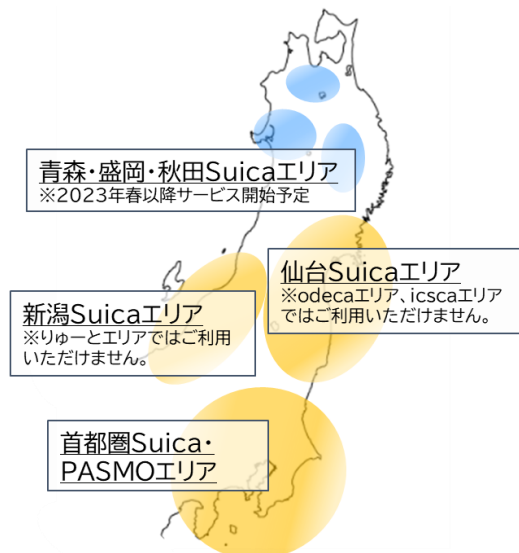 青森・盛岡・秋田Suicaエリア
※2023年春以降サービス開始予定
仙台Suicaエリア
※odecaエリア、icscaエリア
ではご利用いただけません。
新潟Suicaエリア
※りゅーとエリアではご利用
いただけません。
首都圏Suica・
PASMOエリア